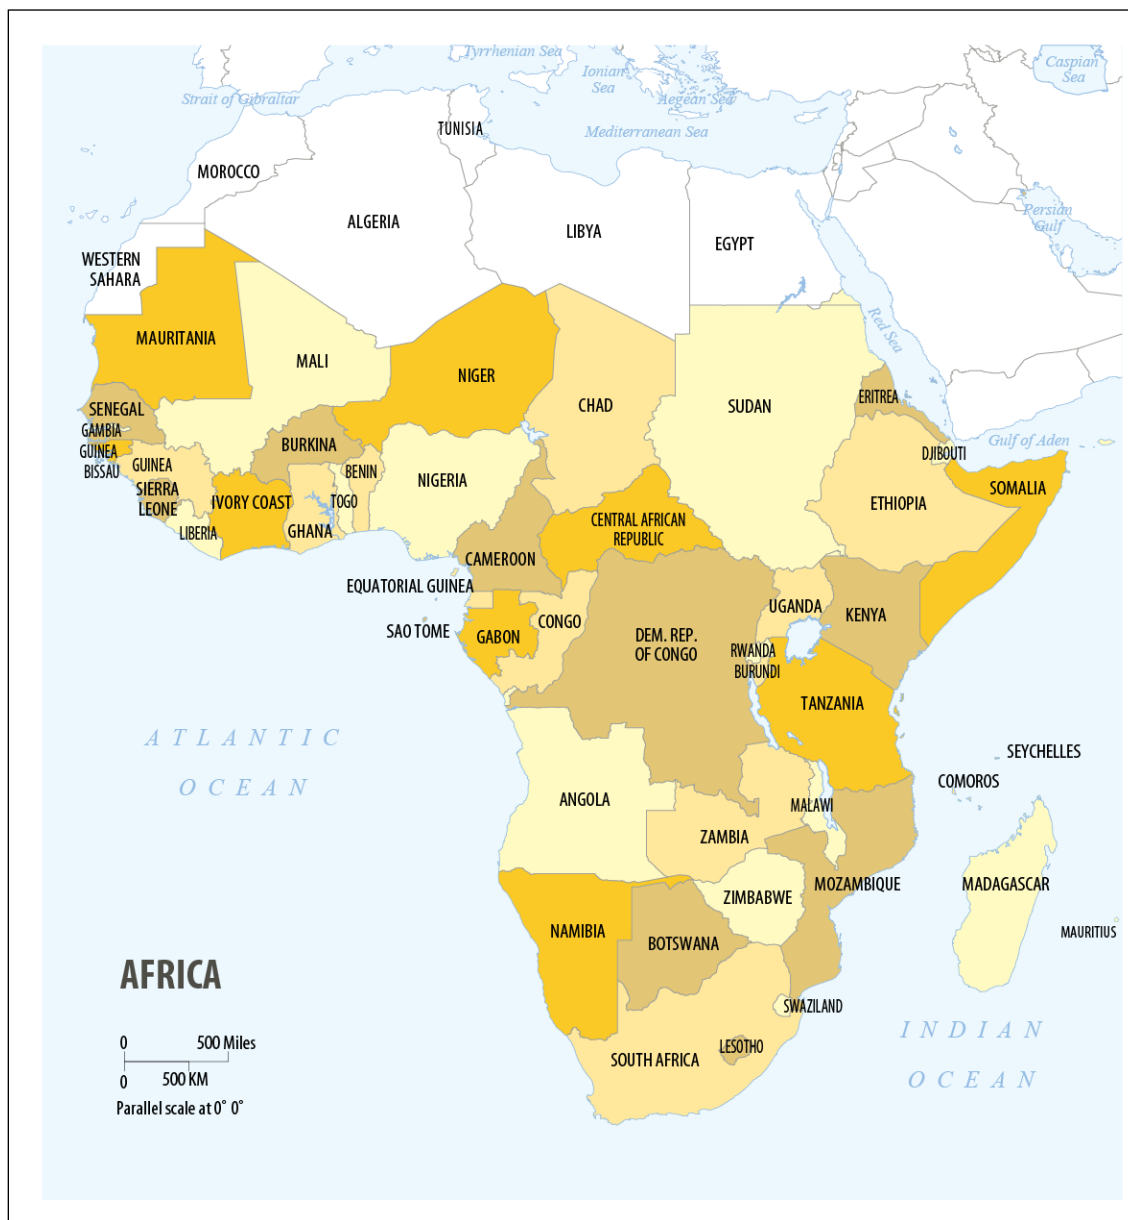 Tyrrhenian Sea
Caspian
Sea
Ionian
Sea
Strait of Gibraltar
Aegean Sea
TUNISIA
Mediterranean Sea
MOROCCO
Persian
Gulf
ALGERIA
LIBYA
EGYPT
WESTERN
SAHARA
Red Sea
MAURITANIA
MALI
NIGER
CHAD
SUDAN
ERITREA
SENEGAL
GAMBIA
GUINEA
BISSAU
GUINEA
BURKINA
BENIN
NIGERIA
Gulf of Aden
DJIBOUTI
SOMALIA
SIERRA
LEONE
IVORY COAST
TOGO
ETHIOPIA
LIBERIA
GHANA
CENTRAL AFRICAN
REPUBLIC
CAMEROON
EQUATORIAL GUINEA
UGANDA
KENYA
SAO TOME
GABON
CONGO
DEM. REP.
OF CONGO
RWANDA
BURUNDI
TANZANIA
ATLANTIC
OCEAN
SEYCHELLES
COMOROS
ANGOLA
MALAWI
ZAMBIA
MOZAMBIQUE
MADAGASCAR
ZIMBABWE
NAMIBIA
BOTSWANA
MAURITIUS
AFRICA
SWAZILAND
INDIAN
OCEAN
LESOTHO
SOUTH AFRICA
0 500 Miles
0 500 KM
Parallel scale at 0˚ 0˚